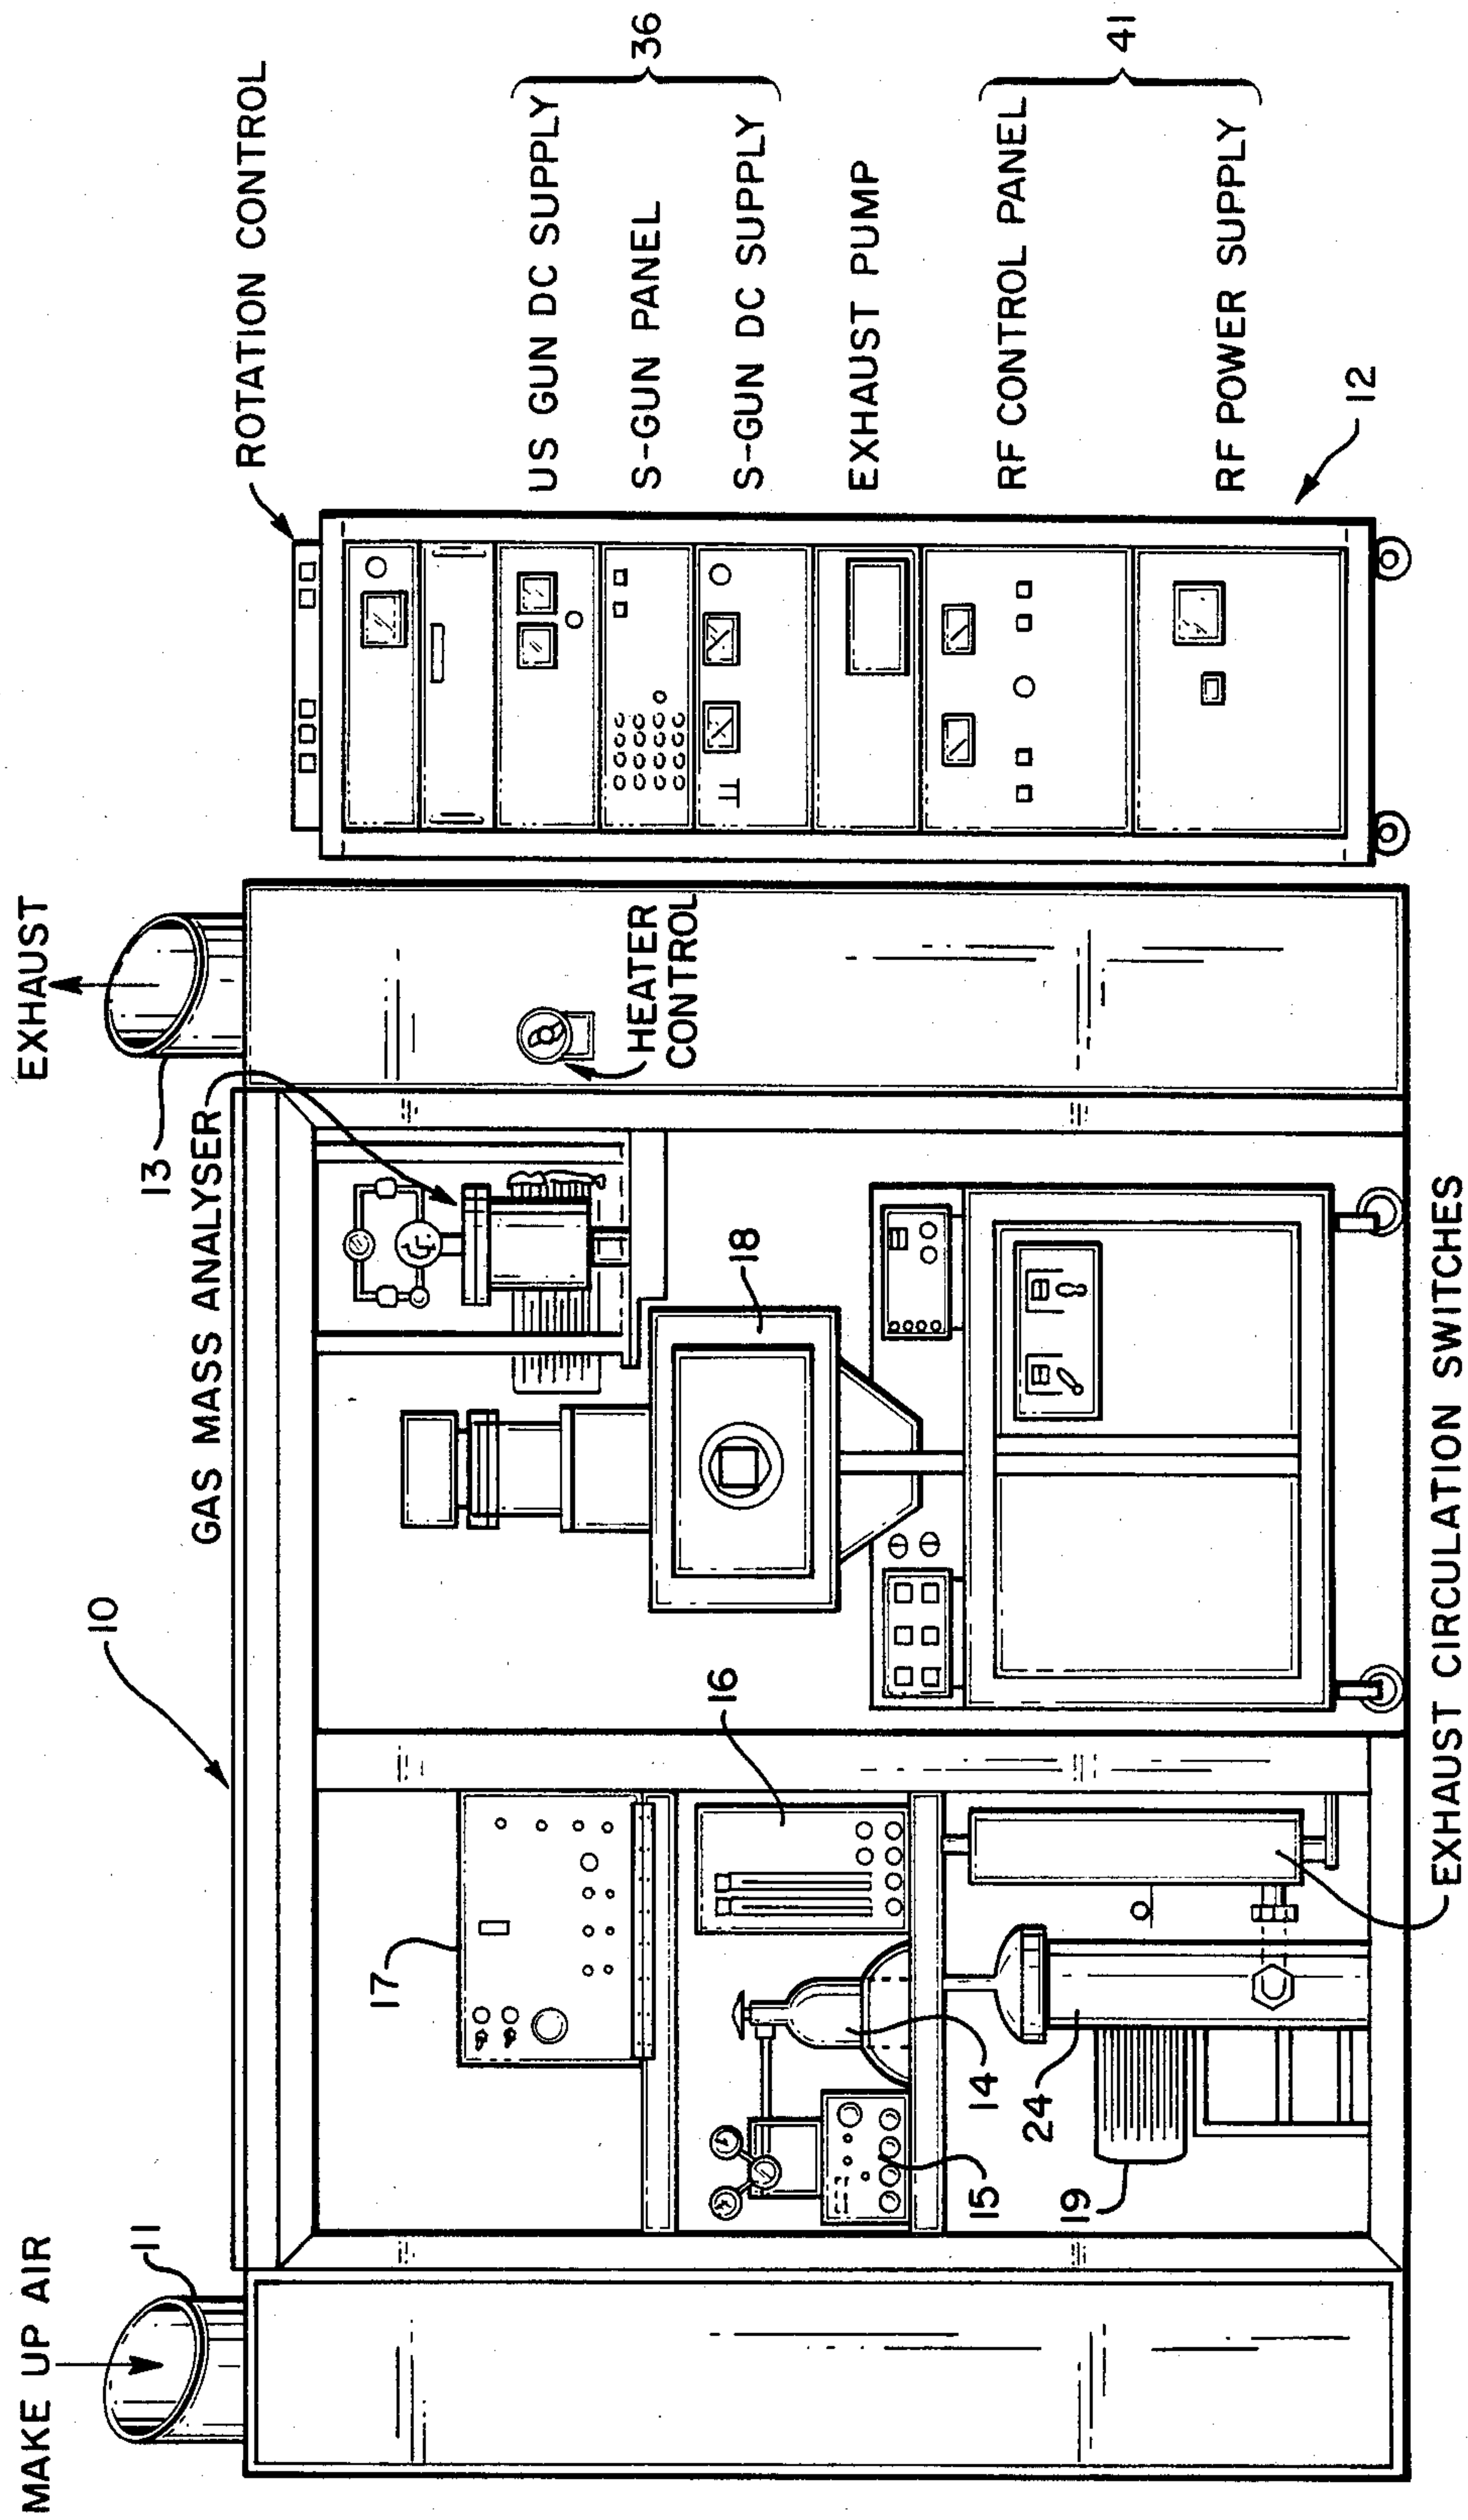 MAKE UP AIR
11
10
EXHAUST
13
GAS MASS ANALYSER
ROTATION CONTROL
17
16
18
HEATER
CONTROL
US GUN DC SUPPLY
S-GUN PANEL
S-GUN DC SUPPLY
36
EXHAUST PUMP
RF CONTROL PANEL
RF POWER SUPPLY
41
12
15
14
19
24
EXHAUST CIRCULATION SWITCHES